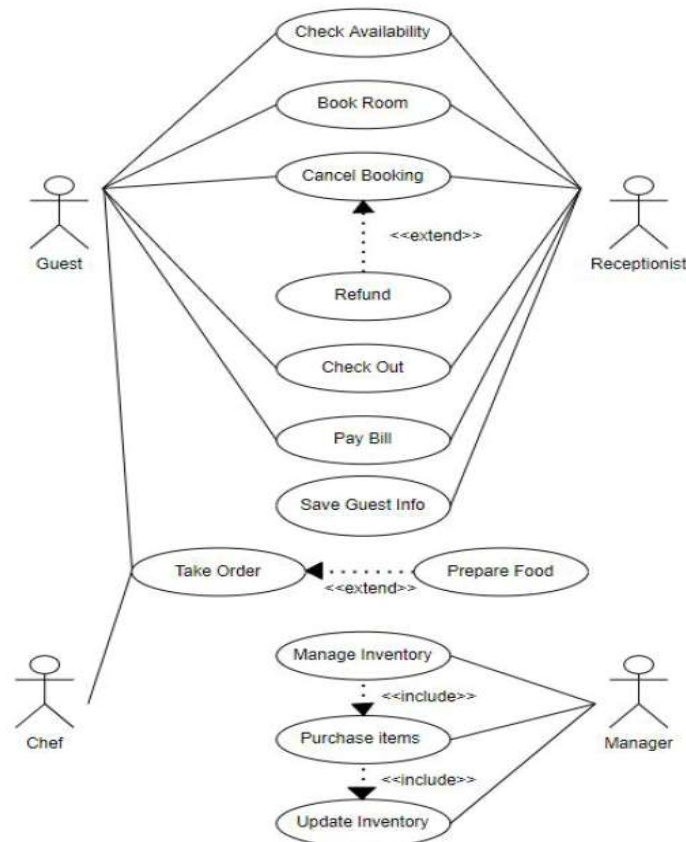 Check Availability
Book Room
Cancel Booking
<<extend>>
Guest
Receptionist
Refund
Check Out
Pay Bill
Save Guest Info
Take Order
<<extend>>
Prepare Food
Manage Inventory
<<include>>
Chef
Purchase items
Manager
<<include>>
Update Inventory